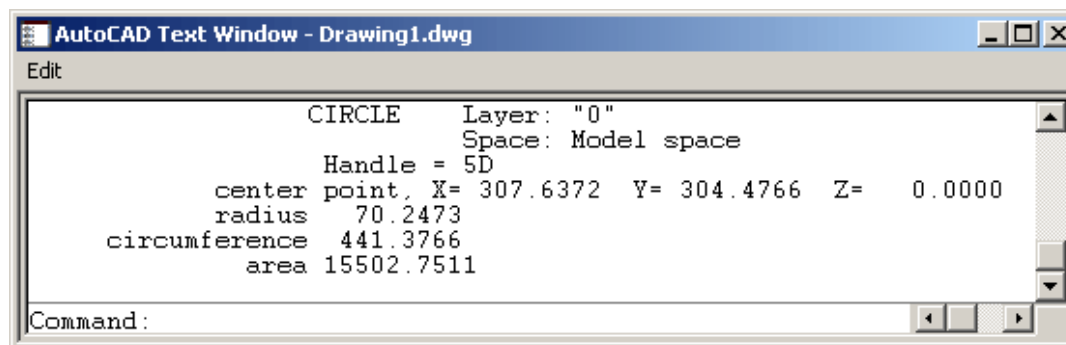 AutoCAD Text Window - Drawing1.dwg
Edit
CIRCLE Layer: "0"
Space: Model space
Handle = 5D
center point, X= 307.6372 Y= 304.4766 Z= 0.0000
radius 70.2473
circumference 441.3766
area 15502.7511
Command: